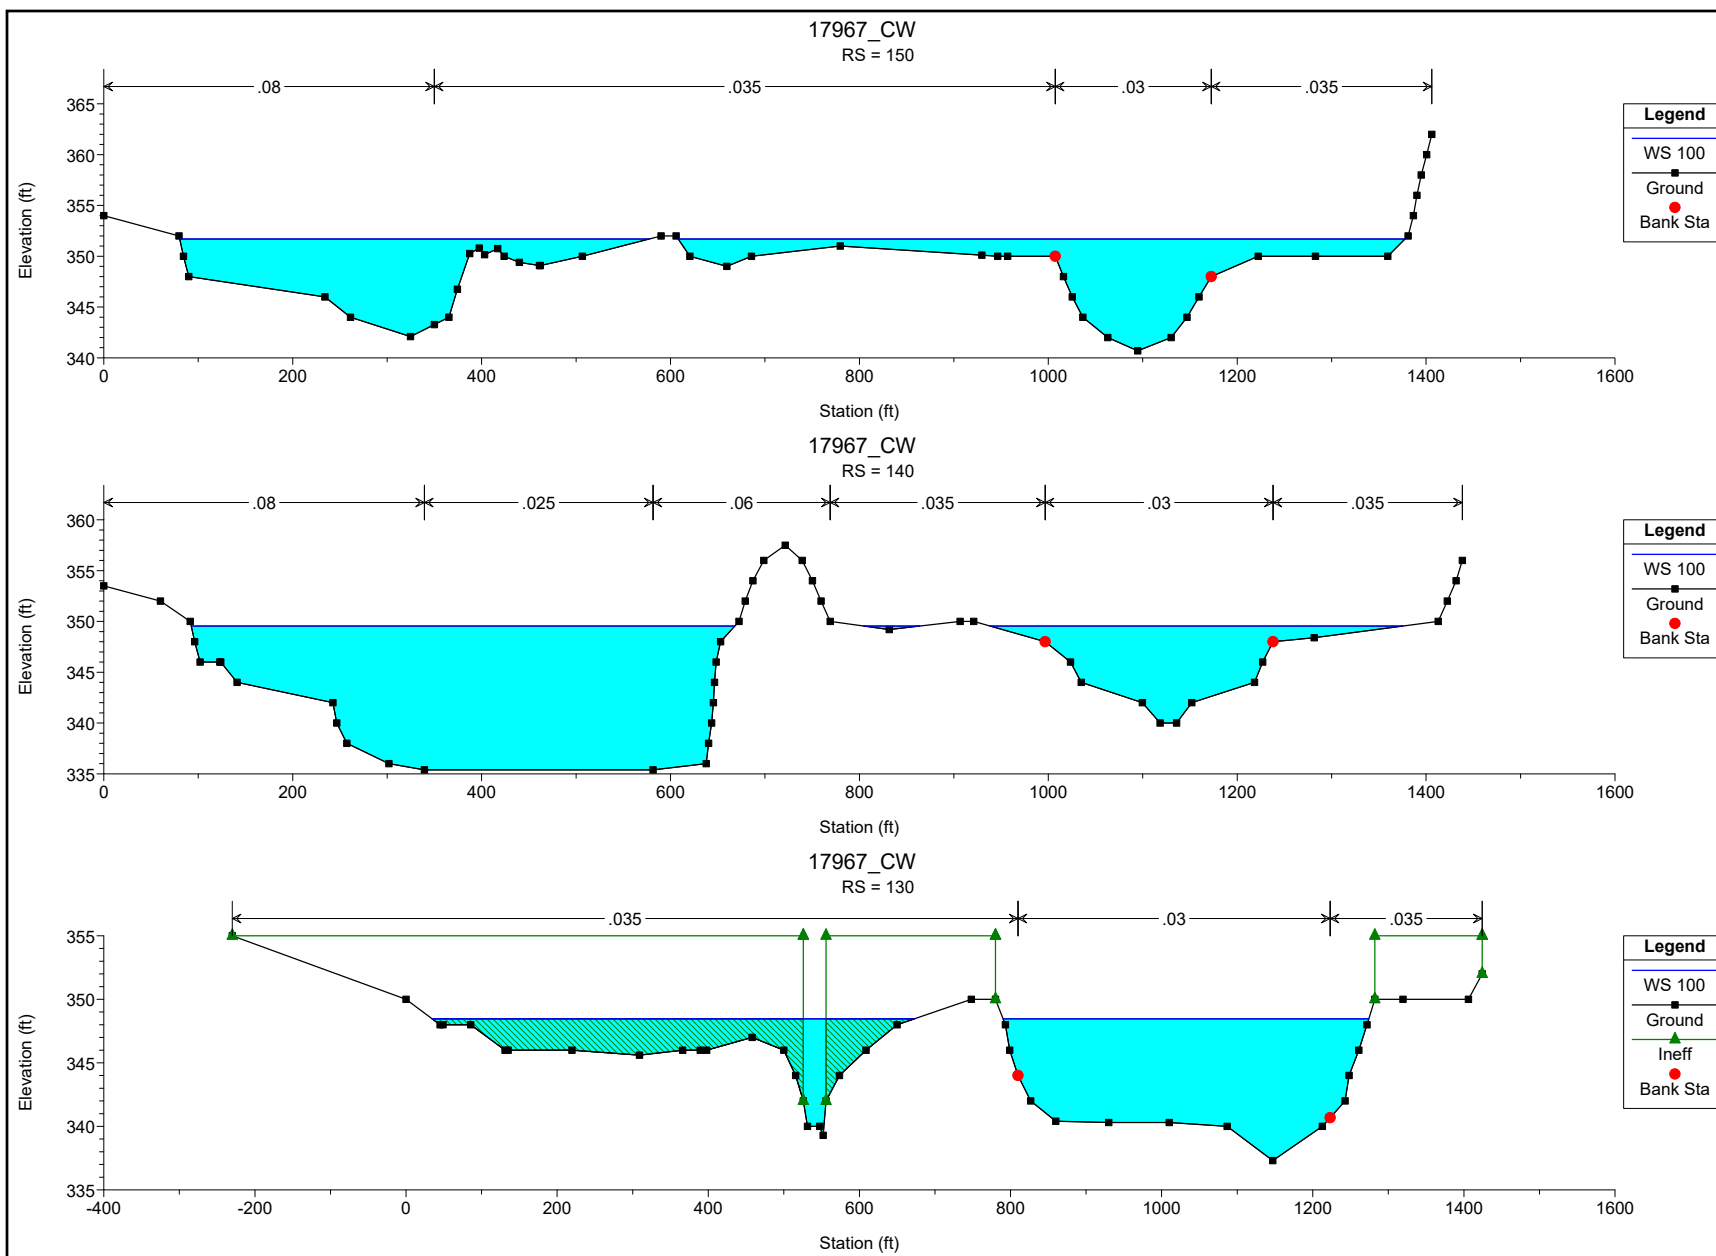 17967_CW
RS = 150
.08 .035 .03 .035
365
360
355
350
345
340
Elevation (ft)
0 200 400 600 800 1000 1200 1400 1600
Station (ft)
Legend
WS 100
Ground
Bank Sta
17967_CW
RS = 140
.08 .025 .06 .035 .03 .035
360
355
350
345
340
335
Elevation (ft)
0 200 400 600 800 1000 1200 1400 1600
Station (ft)
Legend
WS 100
Ground
Bank Sta
17967_CW
RS = 130
.035 .03 .035
355
350
345
340
335
Elevation (ft)
-400 -200 0 200 400 600 800 1000 1200 1400 1600
Station (ft)
Legend
WS 100
Ground
Ineff
Bank Sta